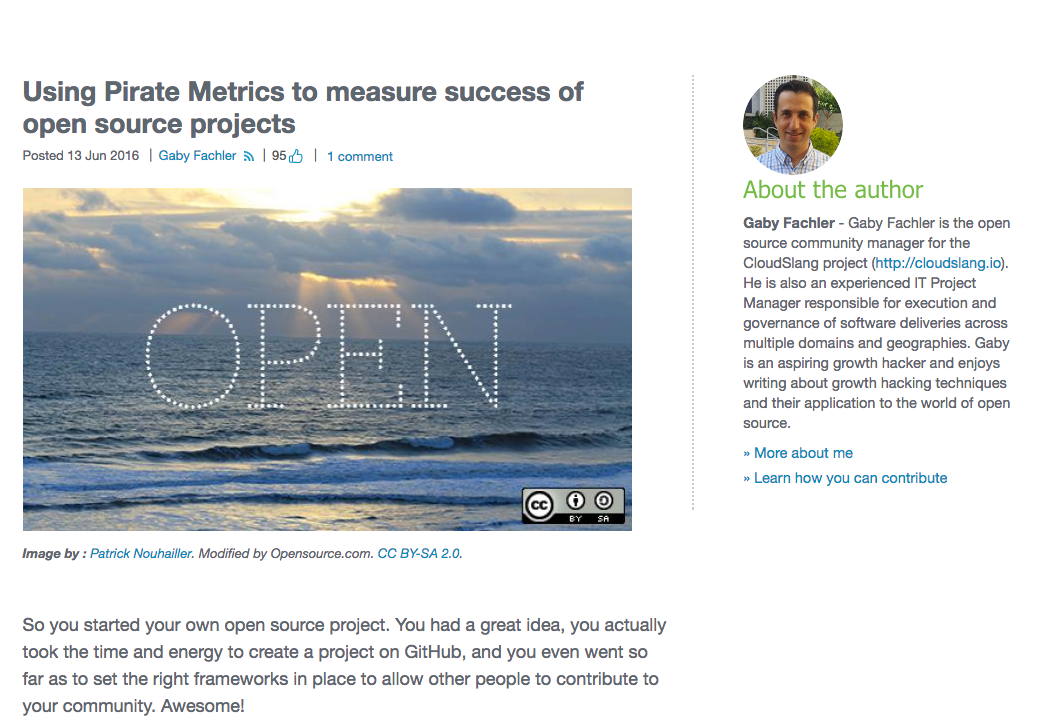 Using Pirate Metrics to measure success of
open source projects
Posted 13 Jun 2016 | Gaby Fachler | 95 | 1 comment
OPEN
cc BY SA
Image by : Patrick Nouhailler. Modified by Opensource.com. CC BY-SA 2.0.
So you started your own open source project. You had a great idea, you actually
took the time and energy to create a project on GitHub, and you even went so
far as to set the right frameworks in place to allow other people to contribute to
your community. Awesome!
About the author
Gaby Fachler - Gaby Fachler is the open
source community manager for the
CloudSlang project (http://cloudslang.io).
He is also an experienced IT Project
Manager responsible for execution and
governance of software deliveries across
multiple domains and geographies. Gaby
is an aspiring growth hacker and enjoys
writing about growth hacking techniques
and their application to the world of open
source.
» More about me
» Learn how you can contribute